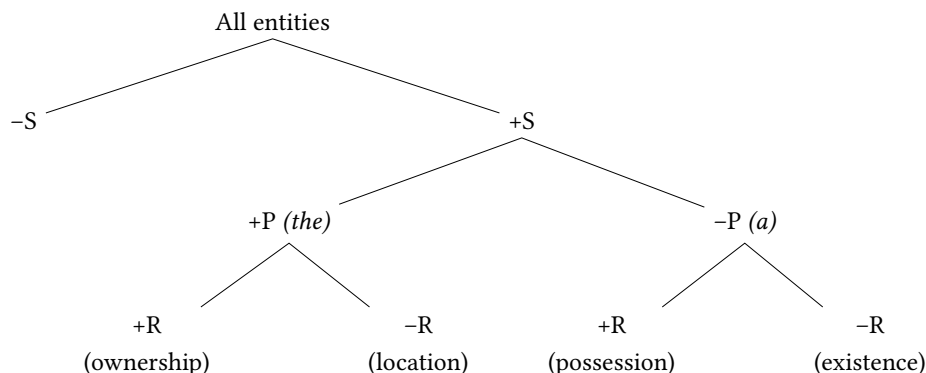 All entities
–S +S
+P (the) –P (a)
+R –R +R –R
(ownership) (location) (possession) (existence)